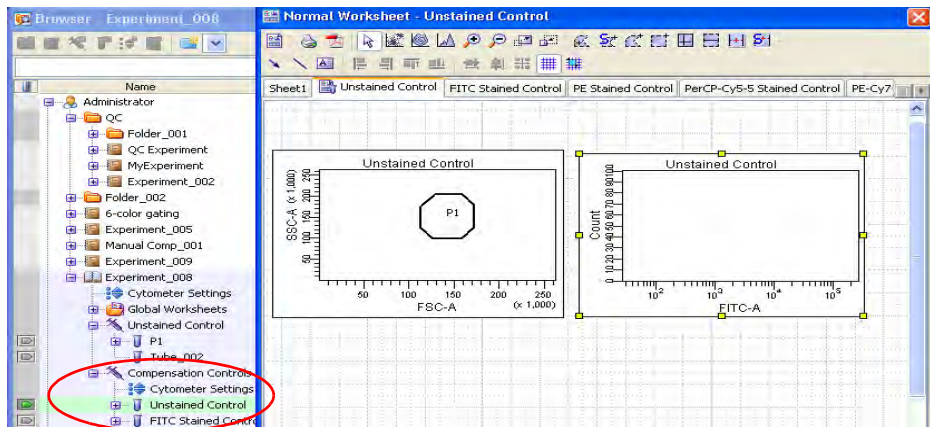 Browser - Experiment_008
Name
Administrator
QC
Folder_001
QC Experiment
MyExperiment
Experiment_002
Folder_002
6-color gating
Experiment_005
Manual Comp_001
Experiment_009
Experiment_008
Cytometer Settings
Global Worksheets
Unstained Control
P1
Tube_002
Compensation Controls
Cytometer Settings
Unstained Control
FITC Stained Contro
Normal Worksheet - Unstained Control
Sheet1 Unstained Control FITC Stained Control PE Stained Control PerCP-Cy5-5 Stained Control PE-Cy7
Unstained Control
SSC-A (x 1,000)
50 100 150 200 250
P1
50 100 150 200 250
FSC-A (x 1,000)
Unstained Control
Count
0 10 20 30 40 50 60 70 80 90 100
10² 10³ 10⁴ 10⁵
FITC-A